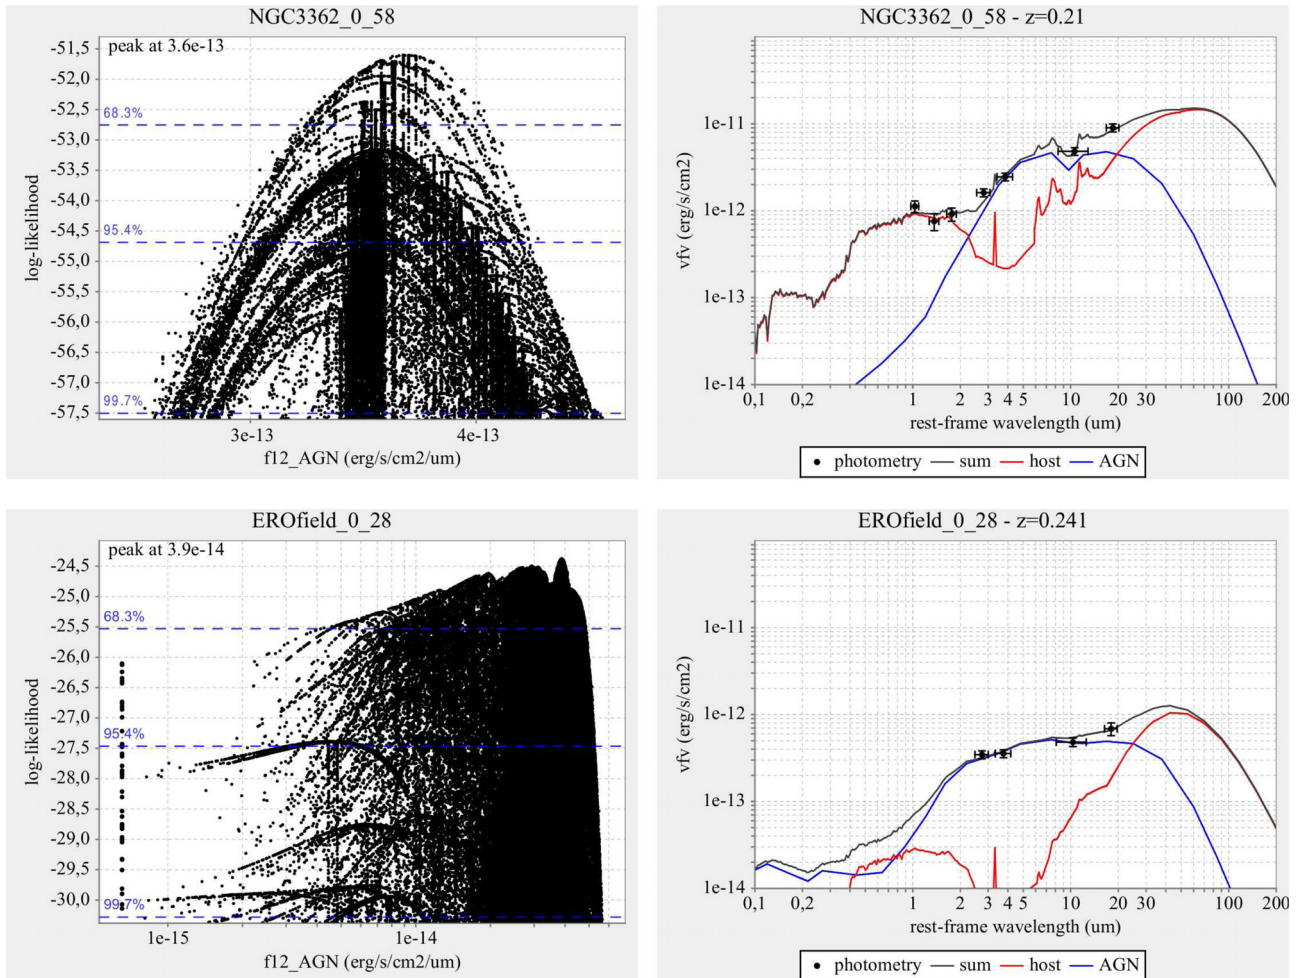 NGC3362_0_58
peak at 3.6e-13
-51,5
-52,0
-52,5
-53,0
-53,5
-54,0
-54,5
-55,0
-55,5
-56,0
-56,5
-57,0
-57,5
68.3%
95.4%
99.7%
log-likelihood
3e-13 4e-13
f12_AGN (erg/s/cm2/um)
NGC3362_0_58 - z=0.21
1e-11
1e-12
1e-13
1e-14
vfv (erg/s/cm2)
0,1 0,2 1 2 3 4 5 10 20 30 100 200
rest-frame wavelength (um)
photometry sum host AGN
EROfield_0_28
peak at 3.9e-14
-24,5
-25,0
-25,5
-26,0
-26,5
-27,0
-27,5
-28,0
-28,5
-29,0
-29,5
-30,0
68.3%
95.4%
99.7%
log-likelihood
1e-15 1e-14
f12_AGN (erg/s/cm2/um)
EROfield_0_28 - z=0.241
1e-11
1e-12
1e-13
1e-14
vfv (erg/s/cm2)
0,1 0,2 1 2 3 4 5 10 20 30 100 200
rest-frame wavelength (um)
photometry sum host AGN